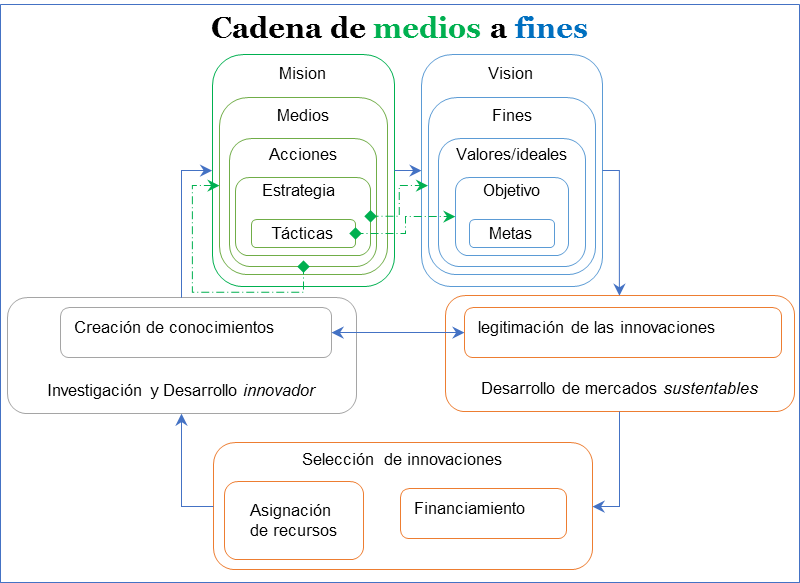 Cadena de medios a fines
Mision
Vision
Medios
Fines
Acciones
Valores/ideales
Estrategia
Objetivo
Tácticas
Metas
Creación de conocimientos
legitimación de las innovaciones
Investigación y Desarrollo innovador
Desarrollo de mercados sustentables
Selección de innovaciones
Asignación
de recursos
Financiamiento